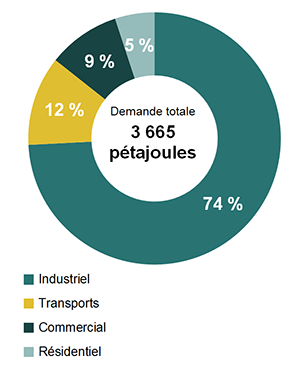 5 %
9 %
12 %
Demande totale
3 665
pétajoules
74 %
Industriel
Transports
Commercial
Résidentiel